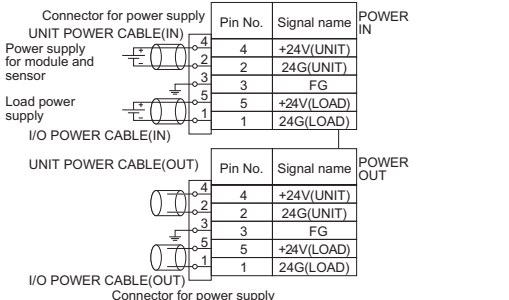 Connector for power supply
UNIT POWER CABLE(IN)
Power supply
for module and
sensor
Load power
supply
I/O POWER CABLE(IN)
4
2
3
5
1
+ -
+ -
Pin No. Signal name
4 +24V(UNIT)
2 24G(UNIT)
3 FG
5 +24V(LOAD)
1 24G(LOAD)
POWER
IN
UNIT POWER CABLE(OUT)
4
2
3
5
1
Pin No. Signal name
4 +24V(UNIT)
2 24G(UNIT)
3 FG
5 +24V(LOAD)
1 24G(LOAD)
POWER
OUT
I/O POWER CABLE(OUT)
Connector for power supply